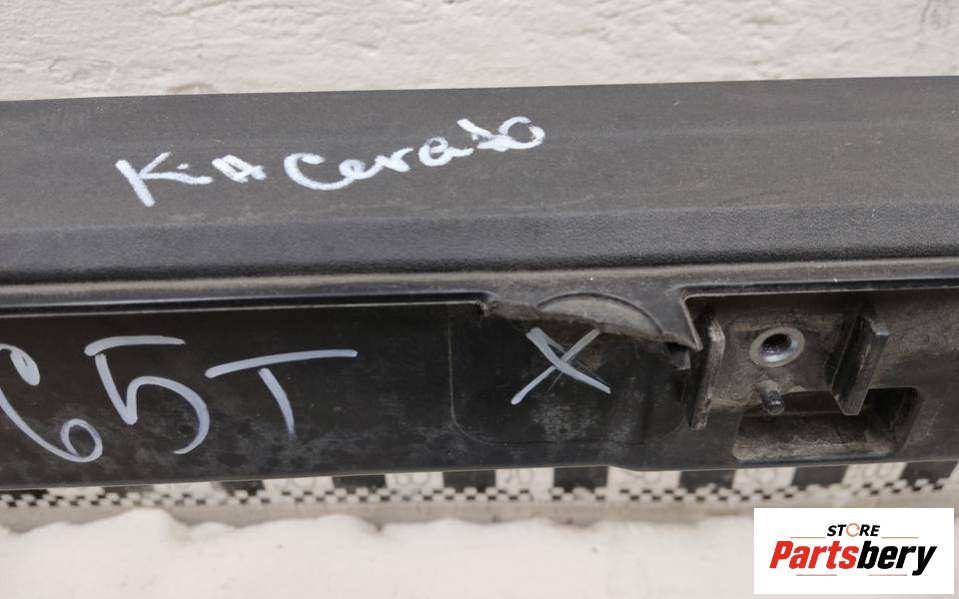 KiA Cerato
65T
X
STORE
Partsbery